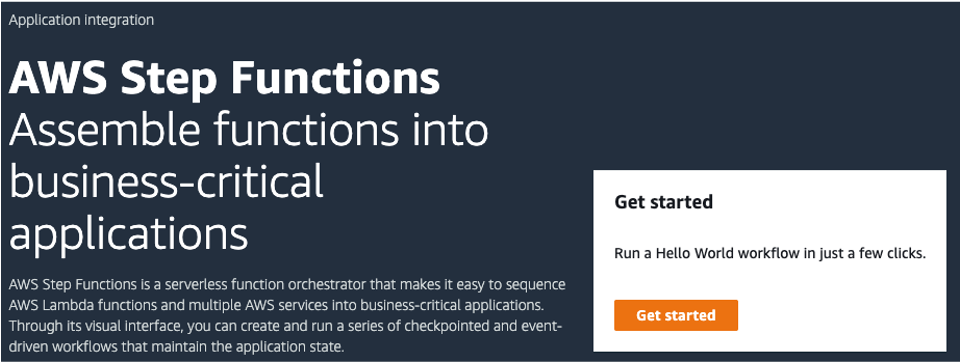 Application integration
AWS Step Functions
Assemble functions into
business-critical
applications
AWS Step Functions is a serverless function orchestrator that makes it easy to sequence
AWS Lambda functions and multiple AWS services into business-critical applications.
Through its visual interface, you can create and run a series of checkpointed and event-
driven workflows that maintain the application state.
Get started
Run a Hello World workflow in just a few clicks.
Get started